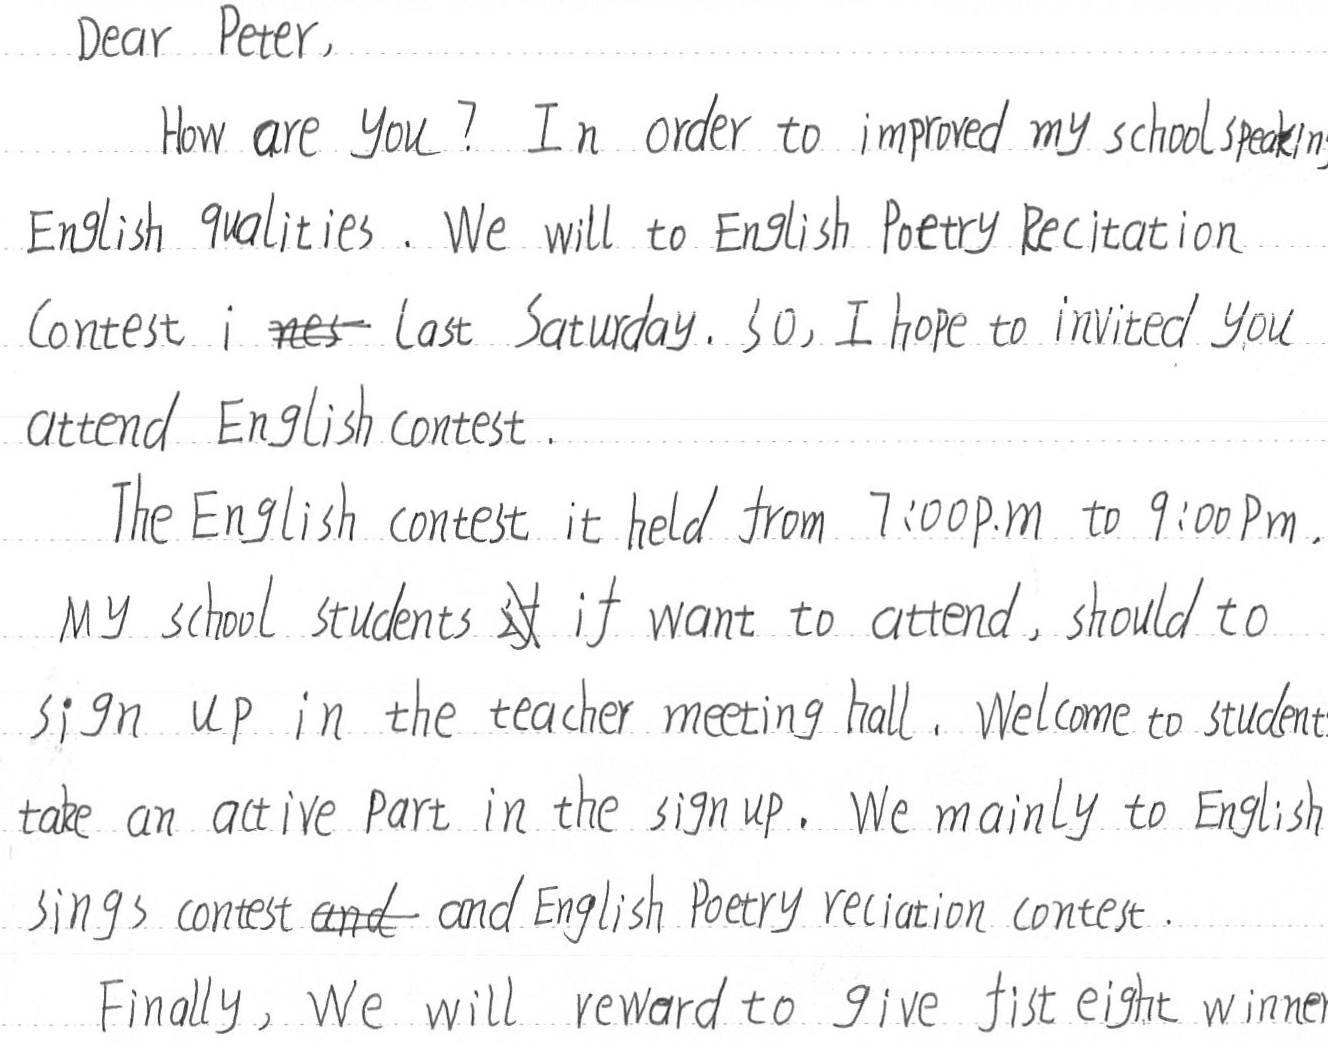 Dear Peter,
How are you? In order to improved my school speaking
English qualities. We will to English Poetry Recitation
Contest i last Saturday. So, I hope to invited you
attend English contest.
The English contest it held from 7:00p.m to 9:00Pm.
My school students if want to attend, should to
sign up in the teacher meeting hall. Welcome to students
take an active part in the sign up. We mainly to English
sings contest and English Poetry reciation contest.
Finally, We will reward to give fist eight winner